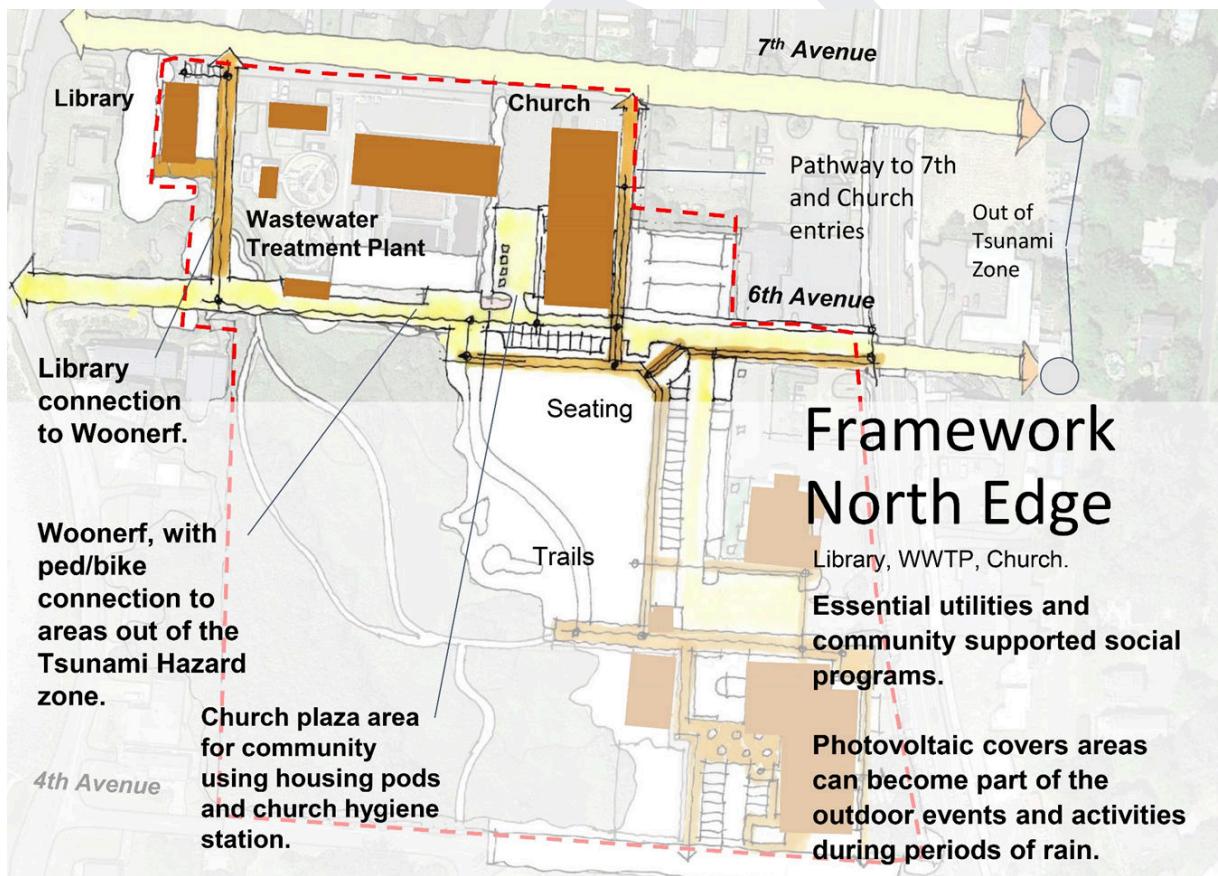 7th Avenue
Library
Church
Pathway to 7th
and Church
entries
Out of
Tsunami
Zone
Wastewater
Treatment Plant
6th Avenue
Library
connection
to Woonerf.
Seating
Framework
North Edge
Library, WWTP, Church.
Woonerf, with
ped/bike
connection to
areas out of the
Tsunami Hazard
zone.
Trails
Essential utilities and
community supported social
programs.
Church plaza area
for community
using housing pods
and church hygiene
station.
Photovoltaic covers areas
can become part of the
outdoor events and activities
during periods of rain.
4th Avenue